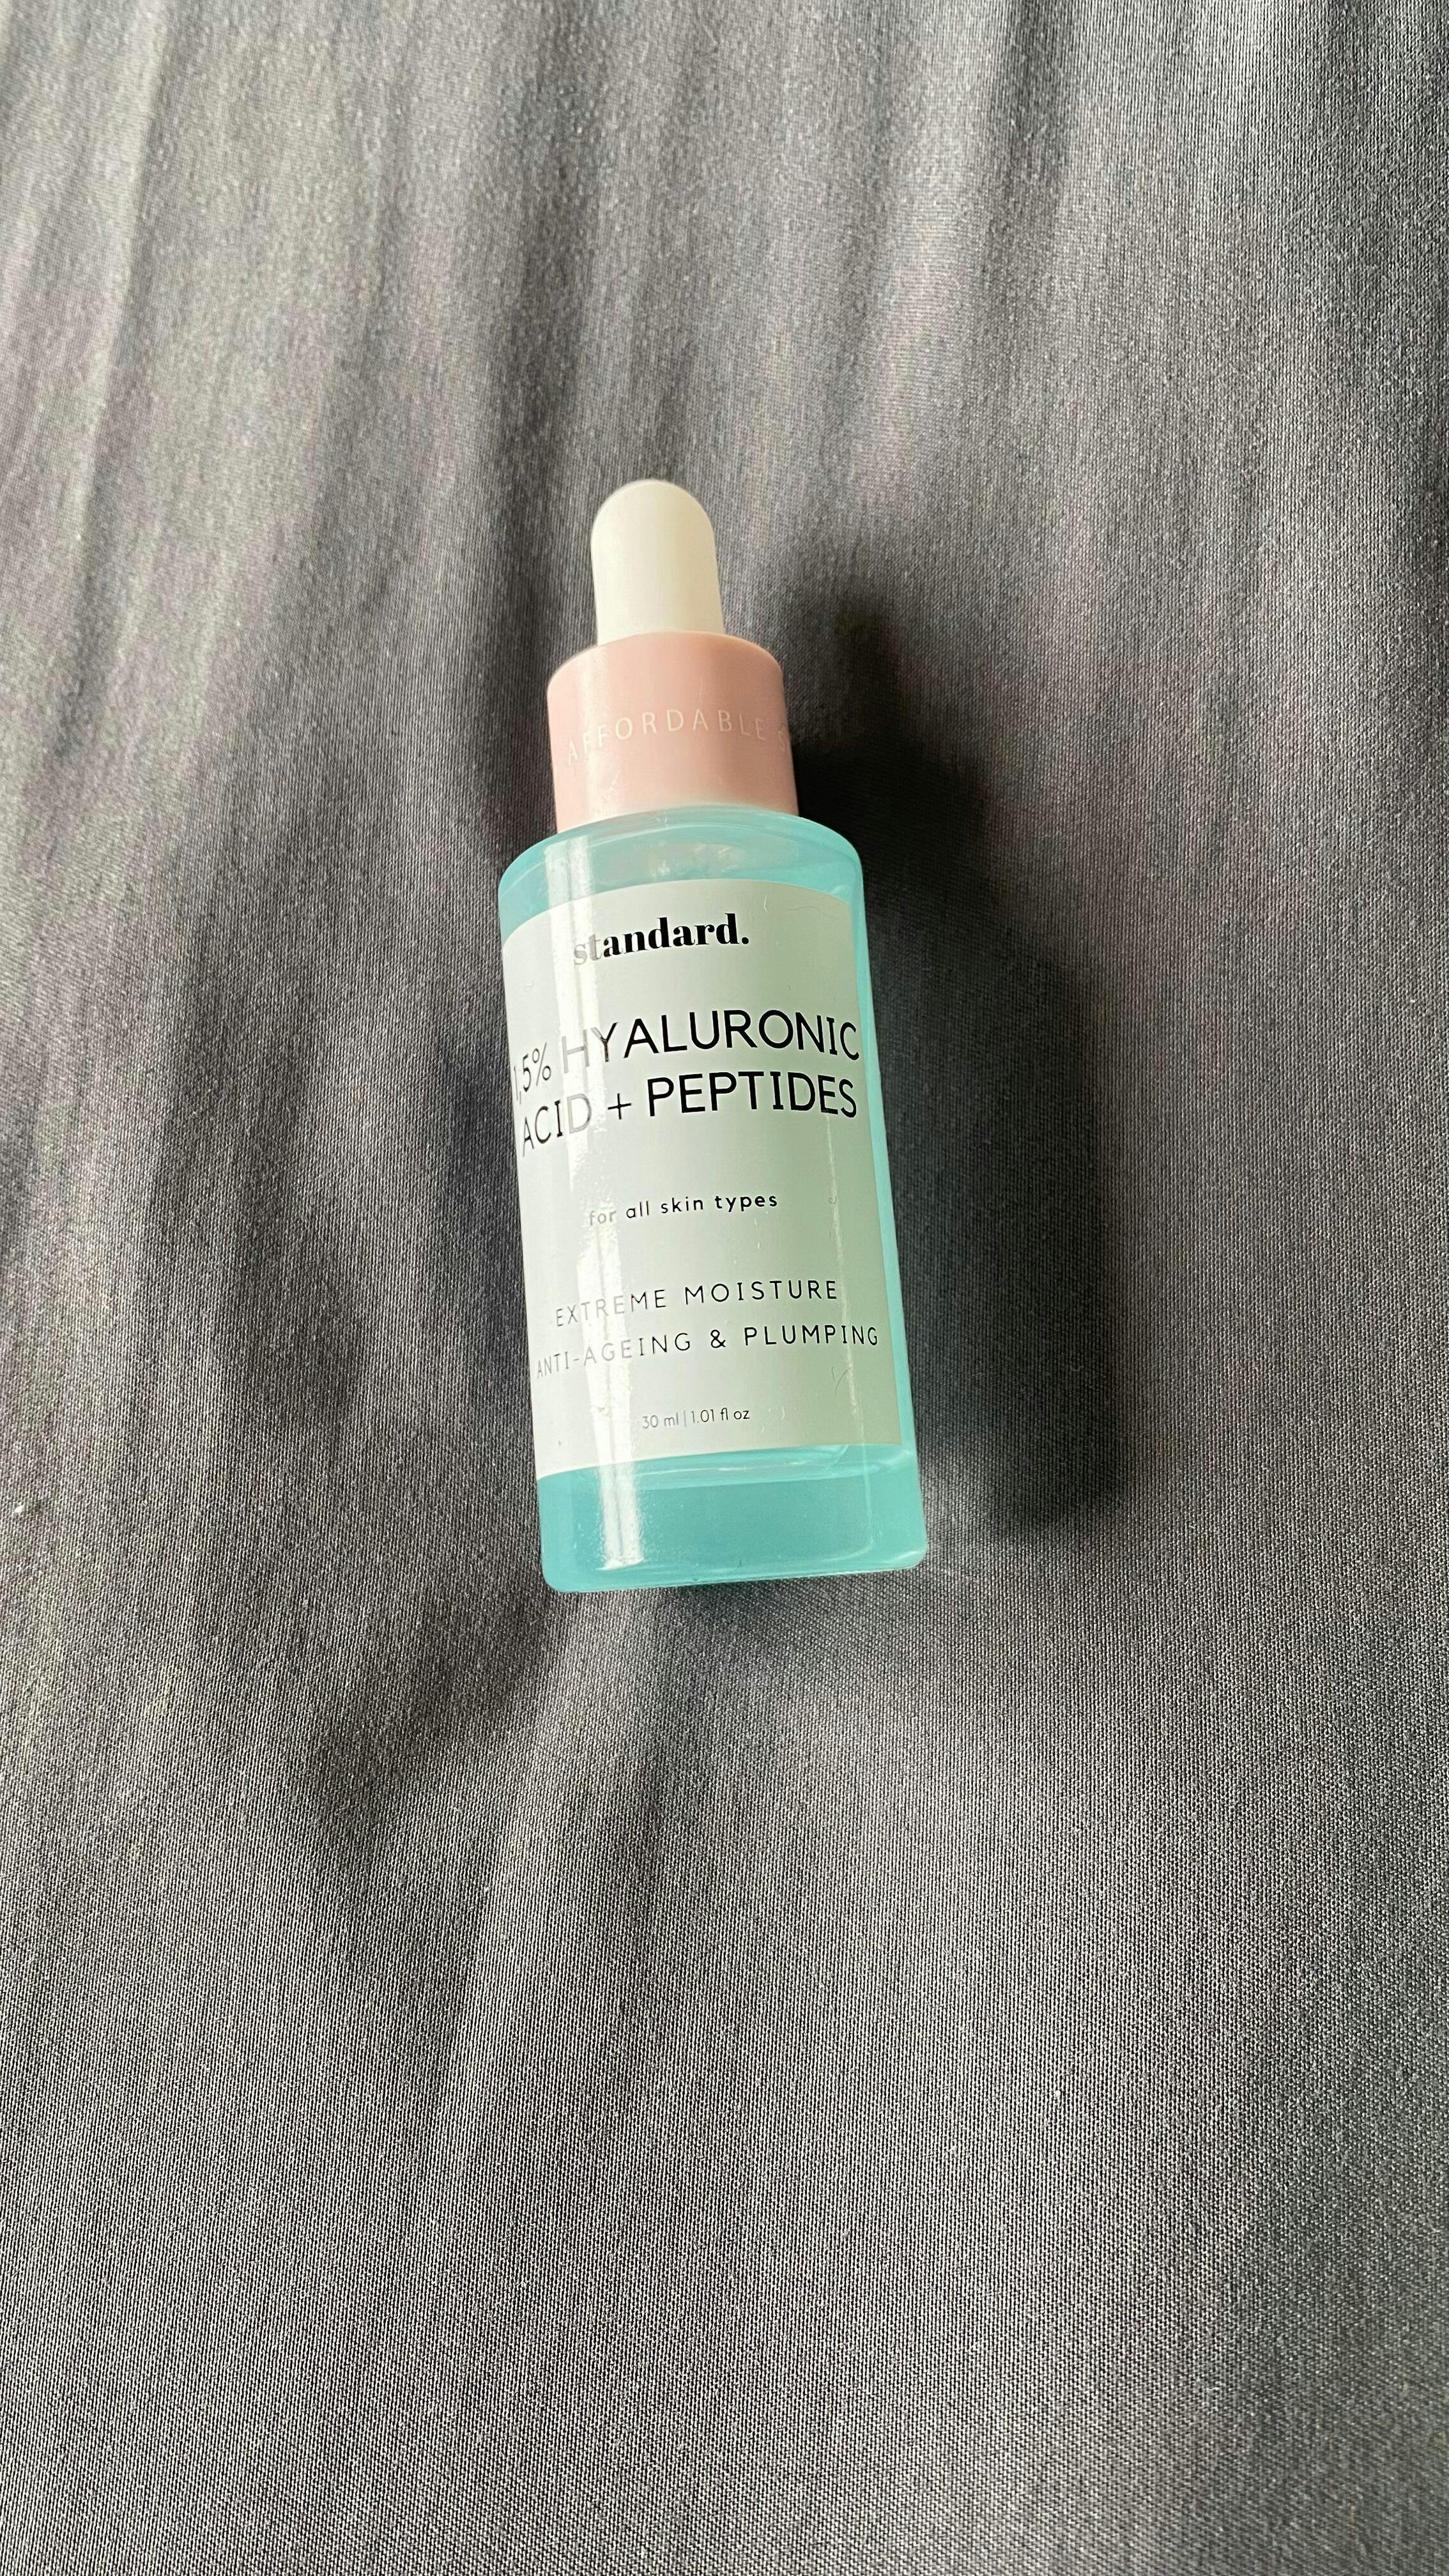 AFFORDABLE
standard.
1,5% HYALURONIC
ACID + PEPTIDES
for all skin types
EXTREME MOISTURE
ANTI-AGEING & PLUMPING
30 ml | 1.01 fl oz